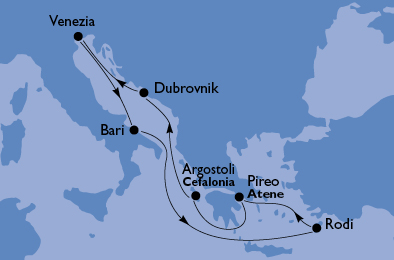 Venezia
Dubrovnik
Bari
Argostoli
Cefalonia
Pireo
Atene
Rodi